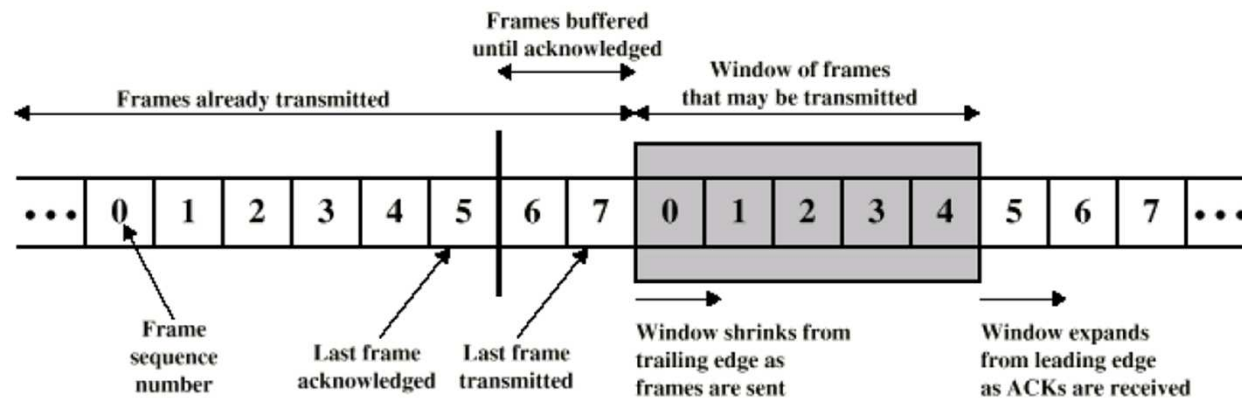 Frames buffered
until acknowledged
Window of frames
that may be transmitted
Frames already transmitted
••• 0 1 2 3 4 5 6 7 0 1 2 3 4 5 6 7 •••
Frame
sequence
number
Last frame
acknowledged
Last frame
transmitted
Window shrinks from
trailing edge as
frames are sent
Window expands
from leading edge
as ACKs are received